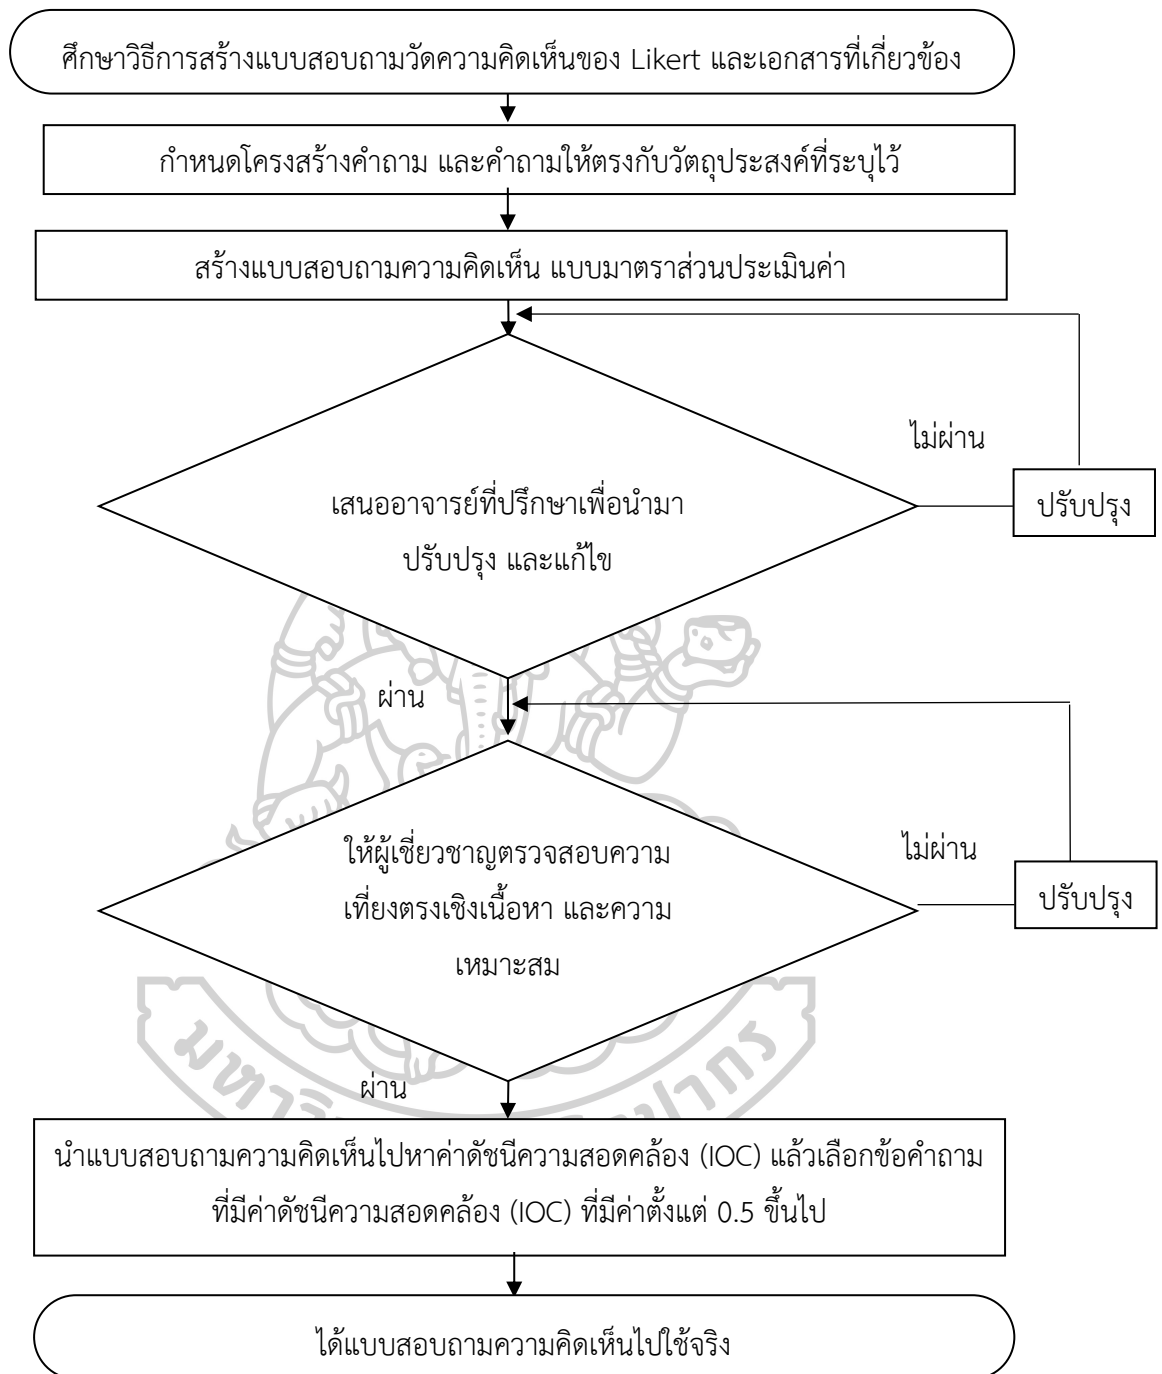 ศึกษาวิธีการสร้างแบบสอบถามวัดความคิดเห็นของ Likert และเอกสารที่เกี่ยวข้อง
กำหนดโครงสร้างคำถาม และคำถามให้ตรงกับวัตถุประสงค์ที่ระบุไว้
สร้างแบบสอบถามความคิดเห็น แบบมาตราส่วนประเมินค่า
ไม่ผ่าน
เสนออาจารย์ที่ปรึกษาเพื่อนำมา
ปรับปรุง และแก้ไข
ปรับปรุง
ผ่าน
ไม่ผ่าน
ให้ผู้เชี่ยวชาญตรวจสอบความ
เที่ยงตรงเชิงเนื้อหา และความ
เหมาะสม
ปรับปรุง
ผ่าน
นำแบบสอบถามความคิดเห็นไปหาค่าดัชนีความสอดคล้อง (IOC) แล้วเลือกข้อคำถาม
ที่มีค่าดัชนีความสอดคล้อง (IOC) ที่มีค่าตั้งแต่ 0.5 ขึ้นไป
ได้แบบสอบถามความคิดเห็นไปใช้จริง